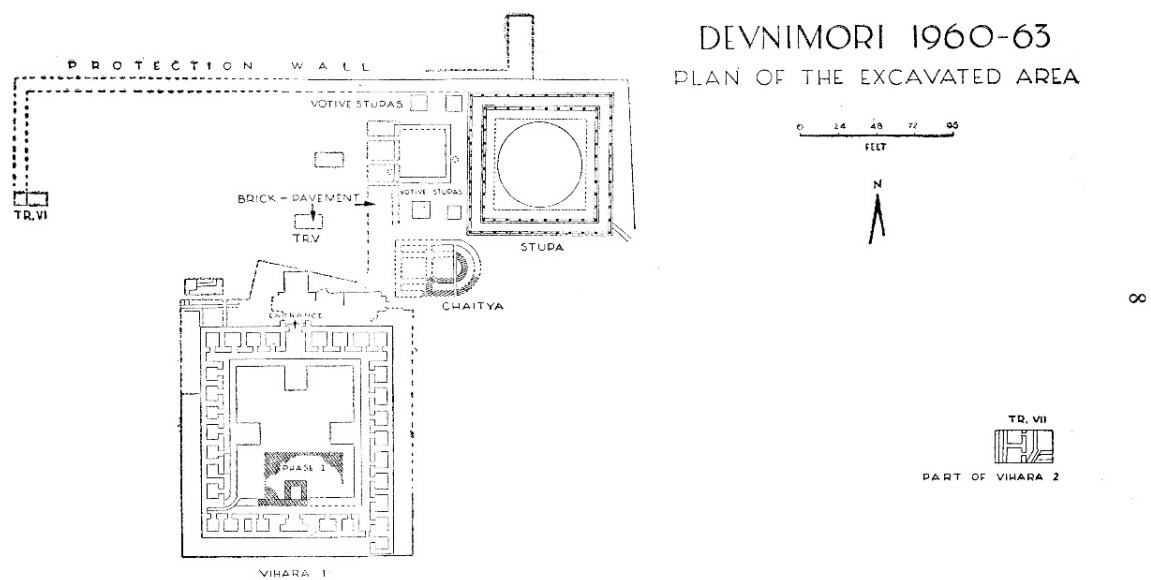 DEVNIMORI 1960-63
PLAN OF THE EXCAVATED AREA
0 24 48 72 96
FEET
N
PROTECTION WALL
VOTIVE STUPAS
TR.VI
BRICK - PAVEMENT
VOTIVE STUPAS
TR.V
STUPA
CHAITYA
ENTRANCE
PHASE I
VIHARA 1
TR. VII
PART OF VIHARA 2
8